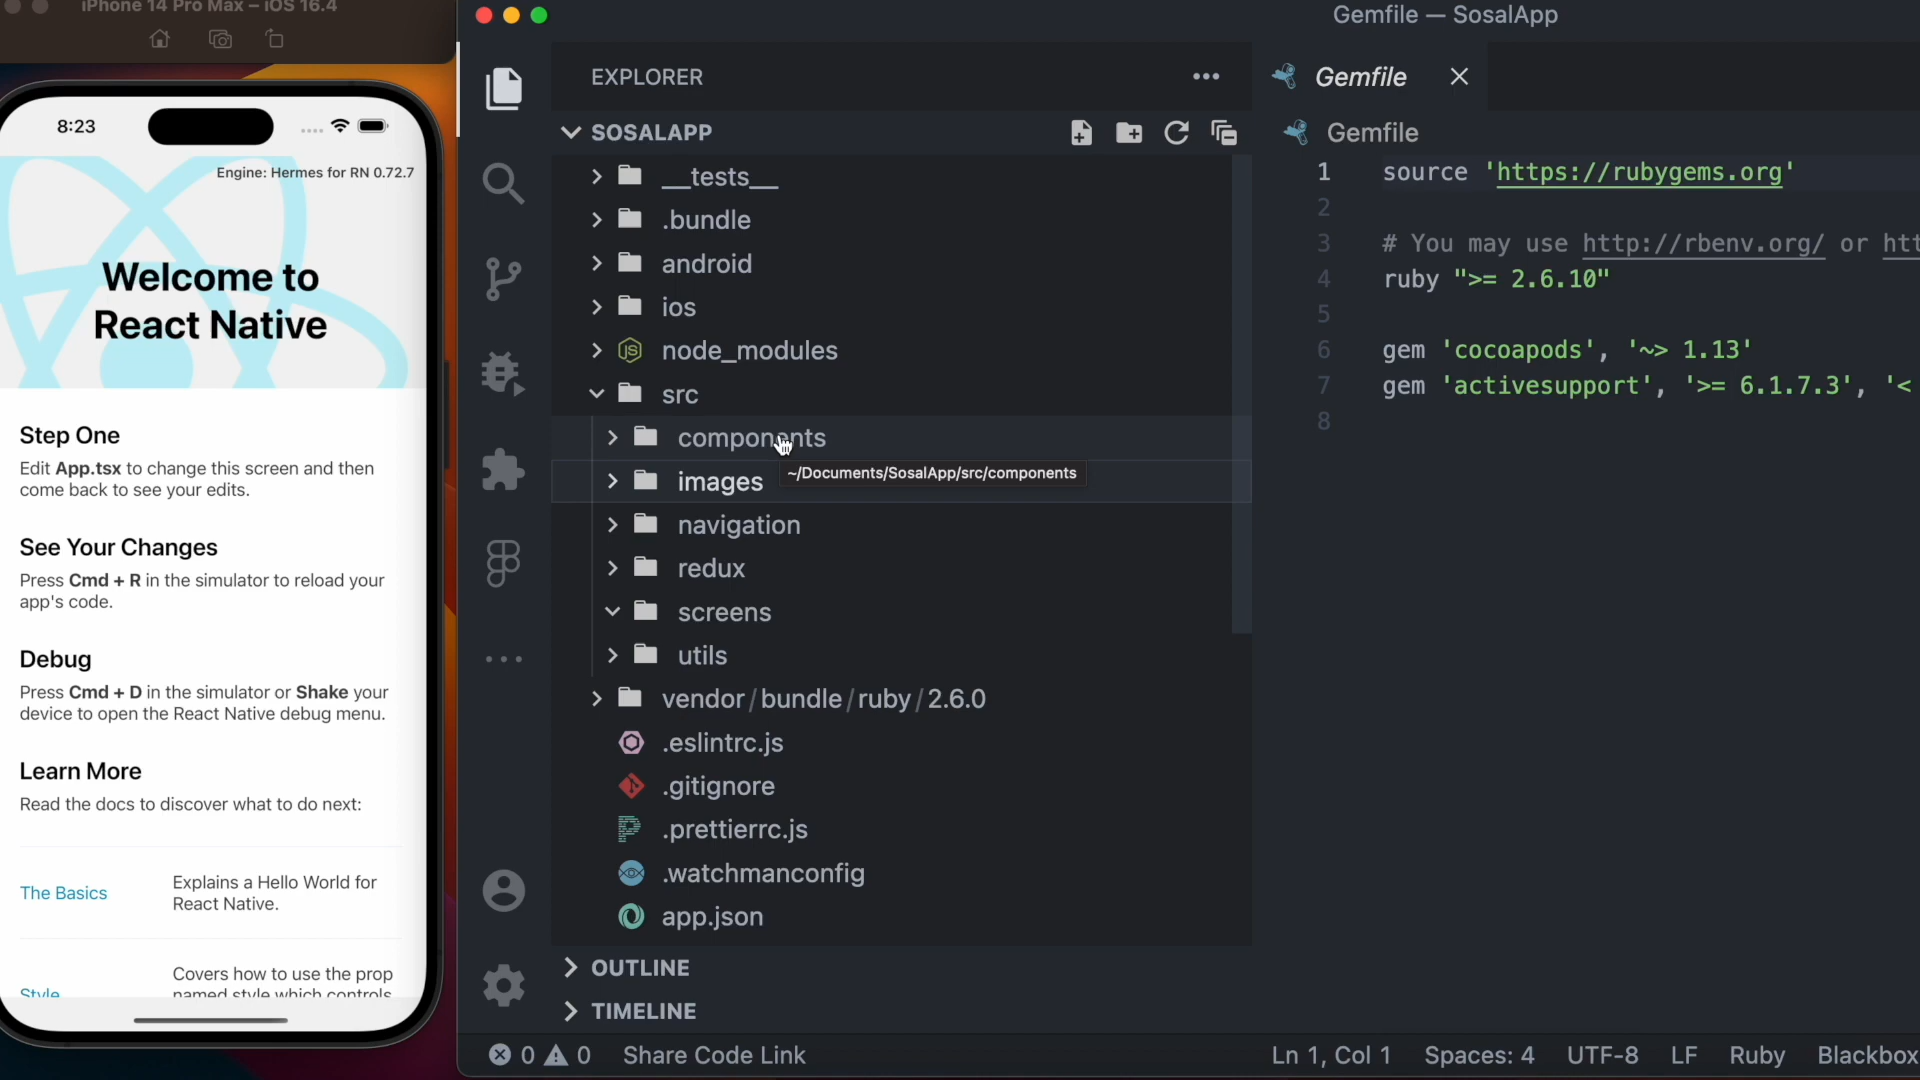 iPhone 14 Pro Max – iOS 16.4
8:23
Engine: Hermes for RN 0.72.7
Welcome to
React Native
Step One
Edit App.tsx to change this screen and then
come back to see your edits.
See Your Changes
Press Cmd + R in the simulator to reload your
app's code.
Debug
Press Cmd + D in the simulator or Shake your
device to open the React Native debug menu.
Learn More
Read the docs to discover what to do next:
The Basics
Explains a Hello World for
React Native.
Style
Covers how to use the prop
named style which controls
Gemfile — SosalApp
EXPLORER
SOSALAPP
__tests__
.bundle
android
ios
node_modules
src
components
~/Documents/SosalApp/src/components
images
navigation
redux
screens
utils
vendor/bundle/ruby/2.6.0
.eslintrc.js
.gitignore
.prettierrc.js
.watchmanconfig
app.json
OUTLINE
TIMELINE
Gemfile
Gemfile
1 source 'https://rubygems.org'
2
3 # You may use http://rbenv.org/ or htt
4 ruby ">= 2.6.10"
5
6 gem 'cocoapods', '~> 1.13'
7 gem 'activesupport', '>= 6.1.7.3', '<
8
0 0 Share Code Link
Ln 1, Col 1 Spaces: 4 UTF-8 LF Ruby Blackbox